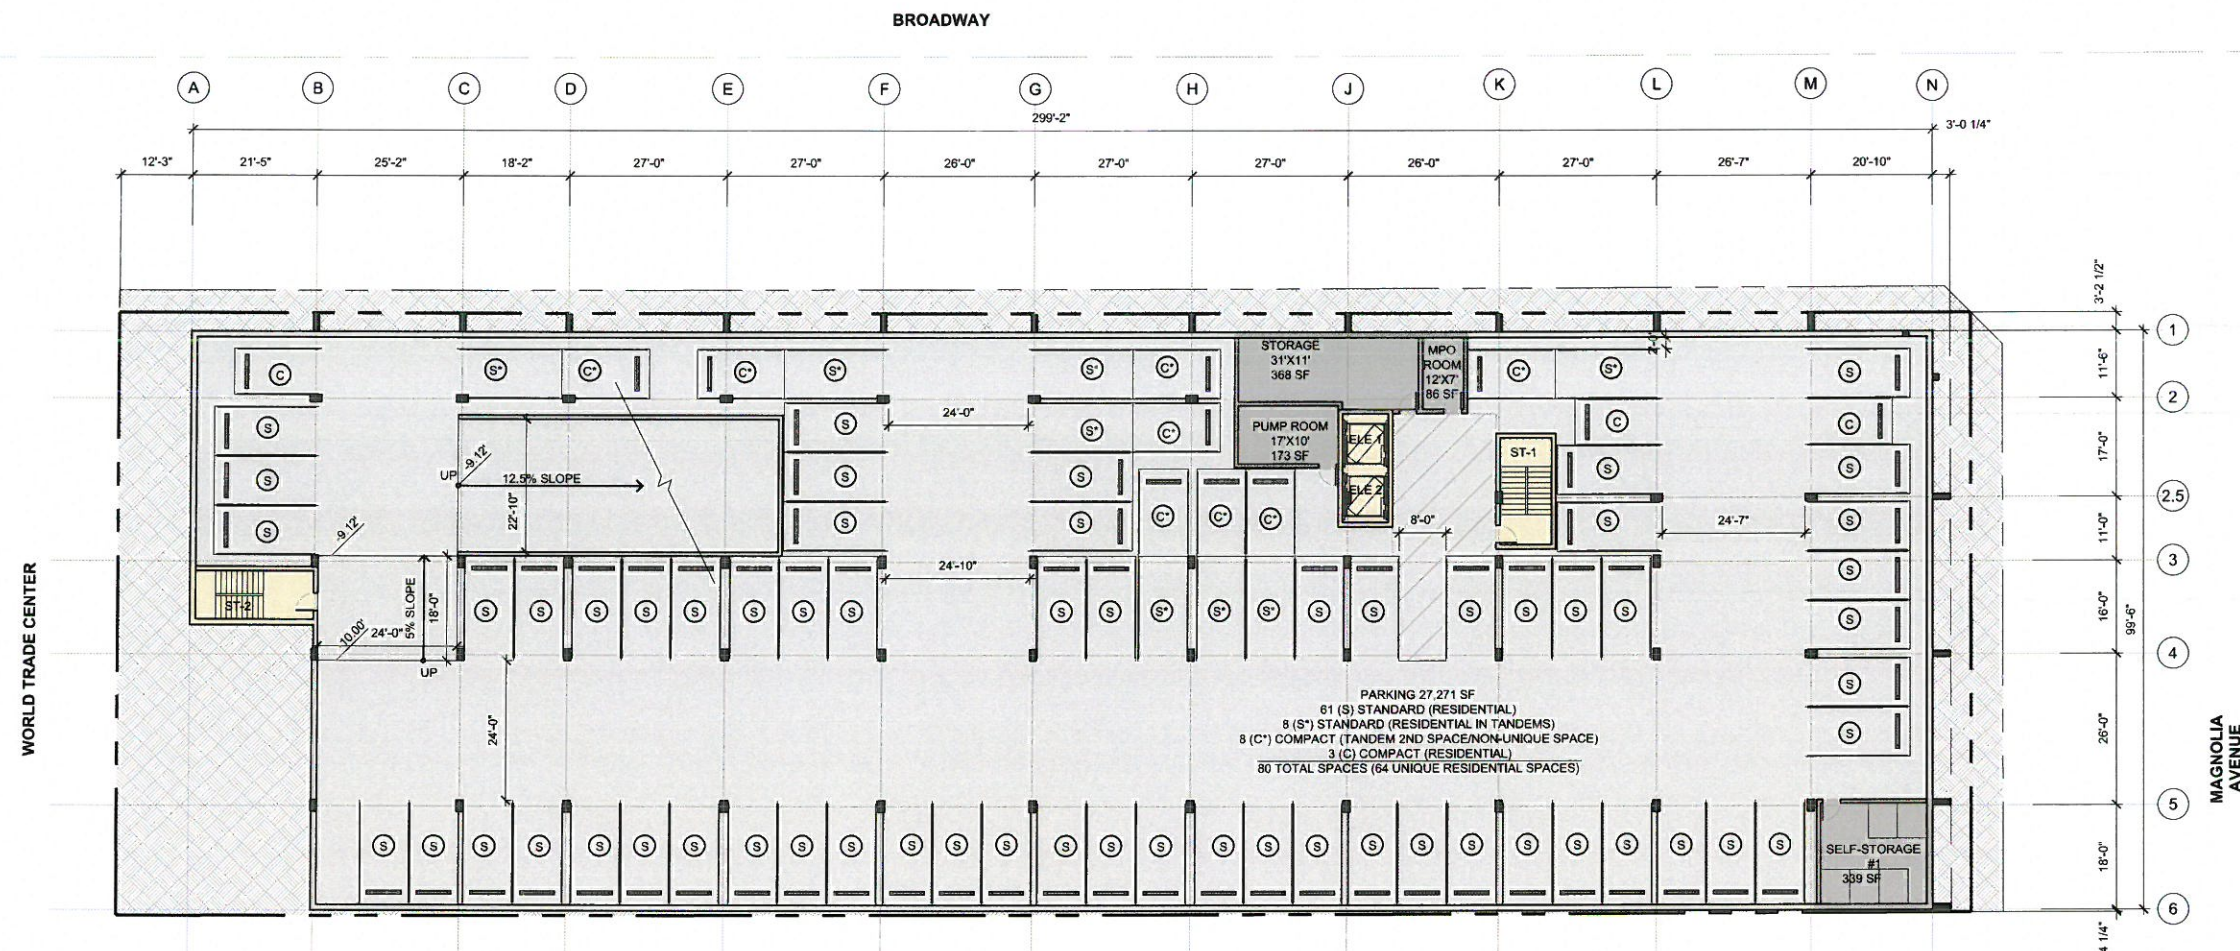 BROADWAY
A B C D E F G H J K L M N
299'-2"
3'-0 1/4"
12'-3" 21'-5" 25'-2" 18'-2" 27'-0" 27'-0" 26'-0" 27'-0" 27'-0" 26'-0" 27'-0" 26'-7" 20'-10"
3'-2 1/2"
1
11'-6"
2
17'-0"
2.5
11'-0"
3
16'-0"
99'-6"
4
26'-0"
5
18'-0"
6
4 1/4"
C S* C* C* S* S* C* C* S* S
STORAGE
31'X11'
368 SF
MPO
ROOM
12'X7'
86 SF
S S S* C* C C
24'-0"
PUMP ROOM
17'X10'
173 SF
ELE 1
ELE 2
ST-1
UP
-9.12'
12.5% SLOPE
22'-10"
S S S S S
S S S S S
C* C* C*
8'-0"
24'-7"
-9.12'
24'-10"
S
ST-2
5% SLOPE
18'-0"
24'-0"
-10.00'
UP
S S S S S S S S S S S* S* S* S S S S S S S
S
S
24'-0"
PARKING 27,271 SF
61 (S) STANDARD (RESIDENTIAL)
8 (S*) STANDARD (RESIDENTIAL IN TANDEMS)
8 (C*) COMPACT (TANDEM 2ND SPACE/NON-UNIQUE SPACE)
3 (C) COMPACT (RESIDENTIAL)
80 TOTAL SPACES (64 UNIQUE RESIDENTIAL SPACES)
S S S S S S S S S S S S S S S S S S S S S S S S S S S S
SELF-STORAGE
#1
339 SF
WORLD TRADE CENTER
MAGNOLIA
AVENUE